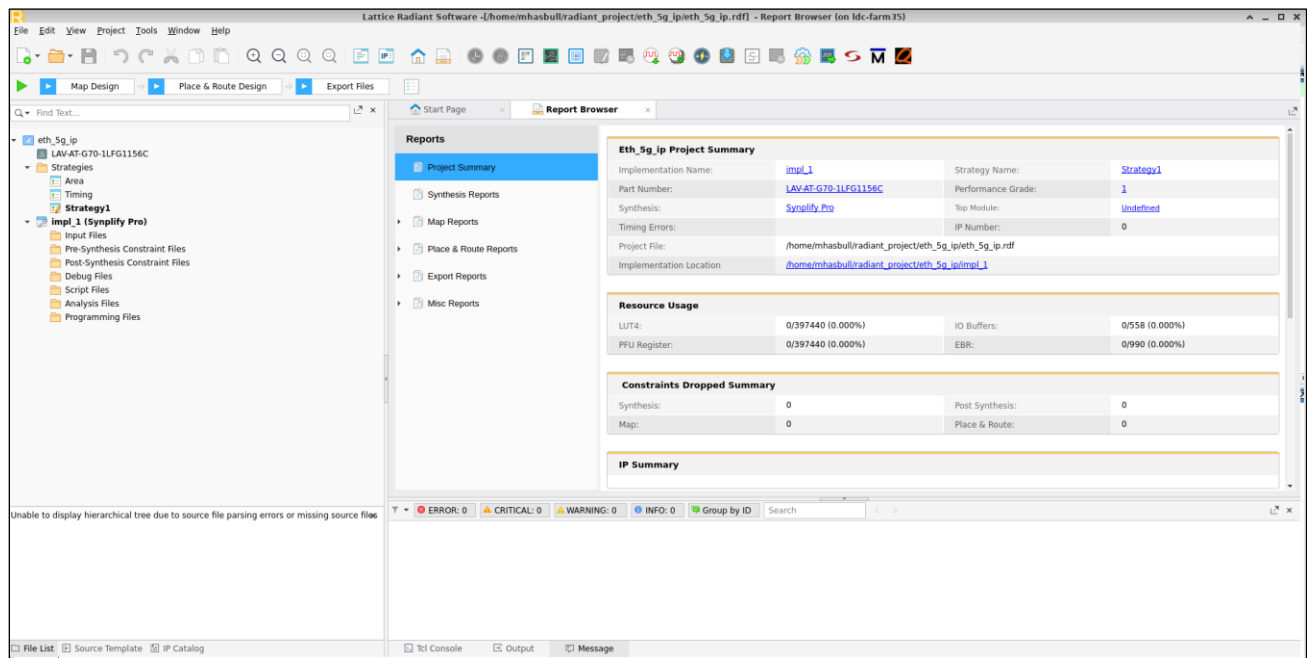 Lattice Radiant Software -[/home/mhasbull/radiant_project/eth_5g_ip/eth_5g_ip.rdf] - Report Browser (on ldc-farm35)
File Edit View Project Tools Window Help
Map Design Place & Route Design Export Files
Find Text...
eth_5g_ip
LAV-AT-G70-1LFG1156C
Strategies
Area
Timing
Strategy1
impl_1 (Synplify Pro)
Input Files
Pre-Synthesis Constraint Files
Post-Synthesis Constraint Files
Debug Files
Script Files
Analysis Files
Programming Files
Unable to display hierarchical tree due to source file parsing errors or missing source files
File List Source Template IP Catalog
Start Page Report Browser
Reports
Project Summary
Synthesis Reports
Map Reports
Place & Route Reports
Export Reports
Misc Reports
Eth_5g_ip Project Summary
Implementation Name: impl_1 Strategy Name: Strategy1
Part Number: LAV-AT-G70-1LFG1156C Performance Grade: 1
Synthesis: Synplify Pro Top Module: Undefined
Timing Errors: IP Number: 0
Project File: /home/mhasbull/radiant_project/eth_5g_ip/eth_5g_ip.rdf
Implementation Location /home/mhasbull/radiant_project/eth_5g_ip/impl_1
Resource Usage
LUT4: 0/397440 (0.000%) IO Buffers: 0/558 (0.000%)
PFU Register: 0/397440 (0.000%) EBR: 0/990 (0.000%)
Constraints Dropped Summary
Synthesis: 0 Post Synthesis: 0
Map: 0 Place & Route: 0
IP Summary
ERROR: 0 CRITICAL: 0 WARNING: 0 INFO: 0 Group by ID Search
Tcl Console Output Message